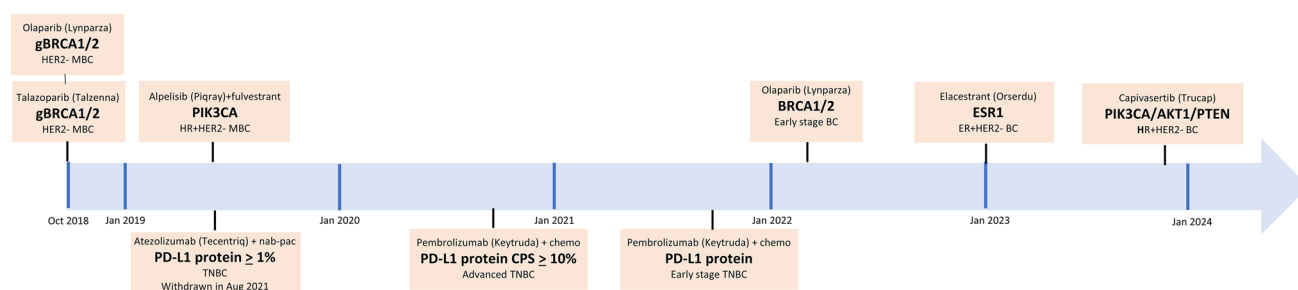 Olaparib (Lynparza)
gBRCA1/2
HER2- MBC
Talazoparib (Talzenna)
gBRCA1/2
HER2- MBC
Alpelisib (Piqray)+fulvestrant
PIK3CA
HR+HER2- MBC
Olaparib (Lynparza)
BRCA1/2
Early stage BC
Elacestrant (Orserdu)
ESR1
ER+HER2- BC
Capivasertib (Trucap)
PIK3CA/AKT1/PTEN
HR+HER2- BC
Oct 2018
Jan 2019
Jan 2020
Jan 2021
Jan 2022
Jan 2023
Jan 2024
Atezolizumab (Tecentriq) + nab-pac
PD-L1 protein ≥ 1%
TNBC
Withdrawn in Aug 2021
Pembrolizumab (Keytruda) + chemo
PD-L1 protein CPS ≥ 10%
Advanced TNBC
Pembrolizumab (Keytruda) + chemo
PD-L1 protein
Early stage TNBC